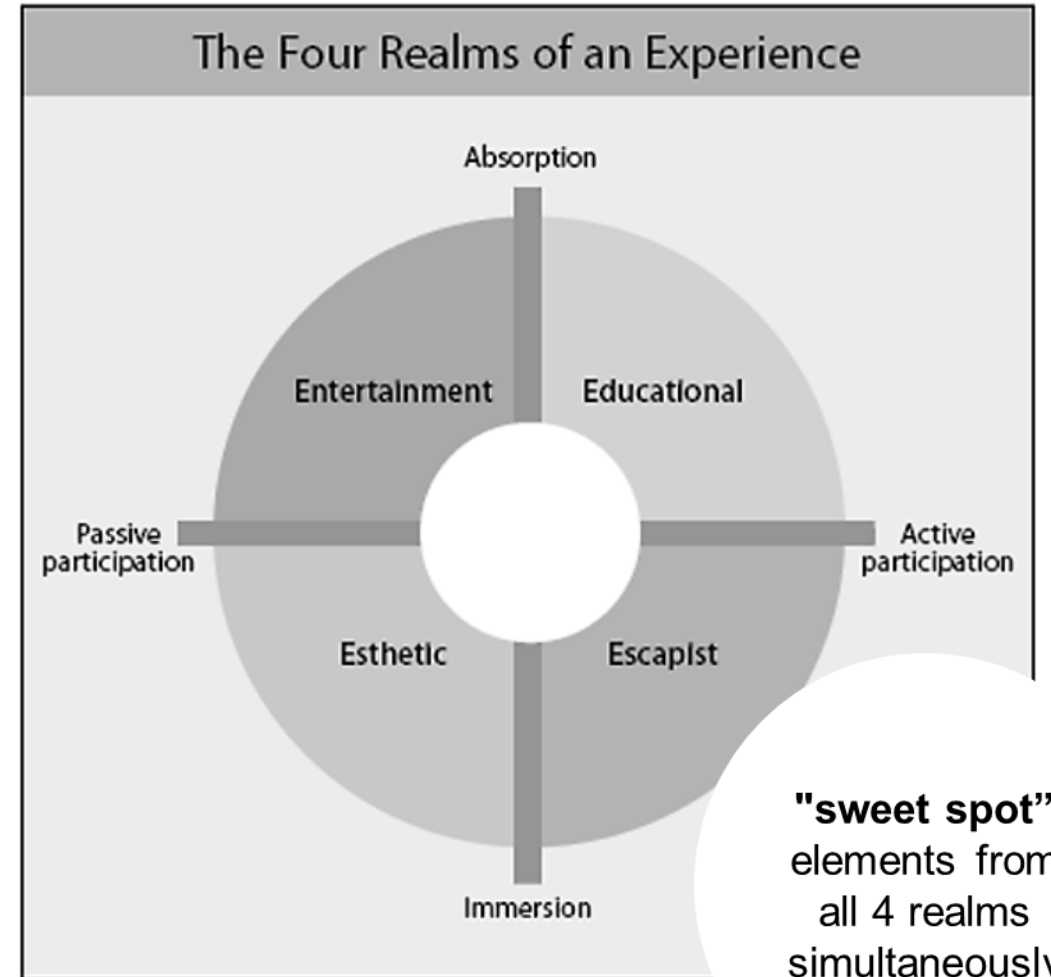 The Four Realms of an Experience
Absorption
Entertainment
Educational
Passive
participation
Active
participation
Esthetic
Escapist
Immersion
"sweet spot”
elements from
all 4 realms
simultaneously